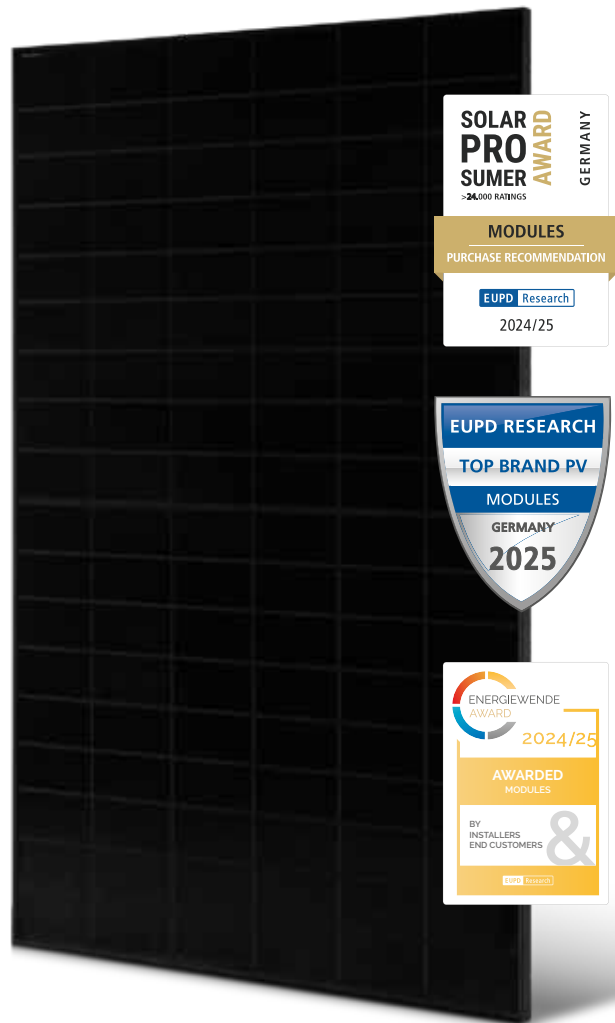 SOLAR
PRO
SUMER
>24.000 RATINGS
AWARD
GERMANY
MODULES
PURCHASE RECOMMENDATION
EUPD Research
2024/25
EUPD RESEARCH
TOP BRAND PV
MODULES
GERMANY
2025
ENERGIEWENDE
AWARD
2024/25
AWARDED
MODULES
BY
INSTALLERS
END CUSTOMERS
&
EUPD Research